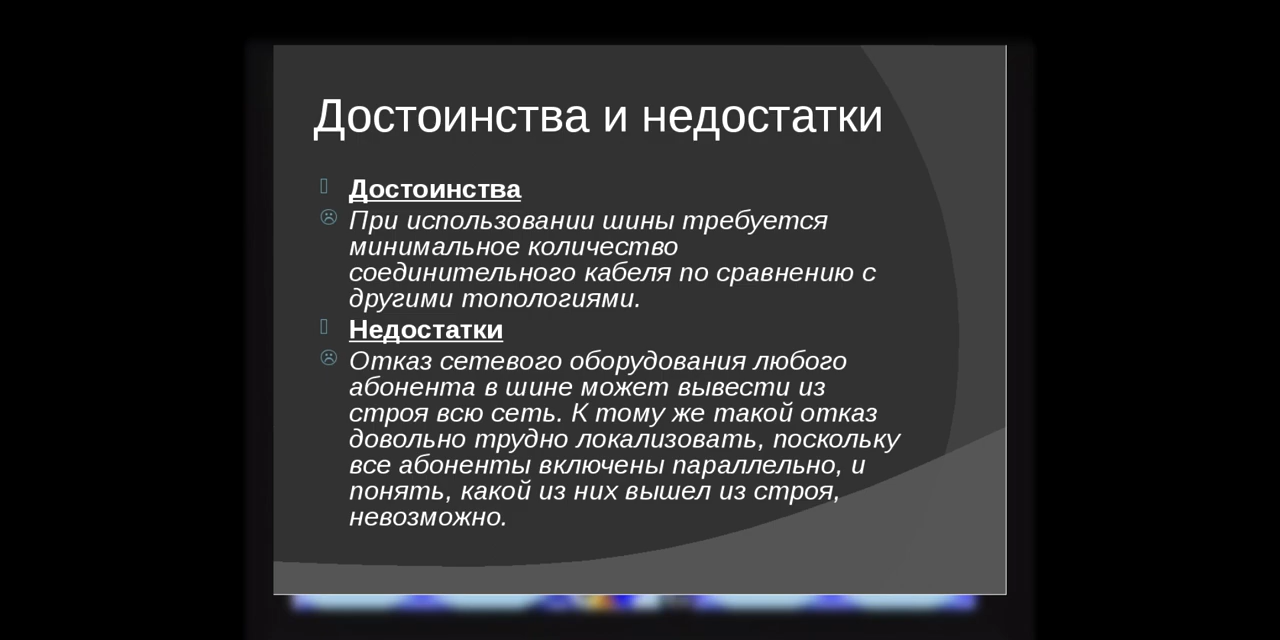 Достоинства и недостатки
Достоинства
При использовании шины требуется
минимальное количество
соединительного кабеля по сравнению с
другими топологиями.
Недостатки
Отказ сетевого оборудования любого
абонента в шине может вывести из
строя всю сеть. К тому же такой отказ
довольно трудно локализовать, поскольку
все абоненты включены параллельно, и
понять, какой из них вышел из строя,
невозможно.